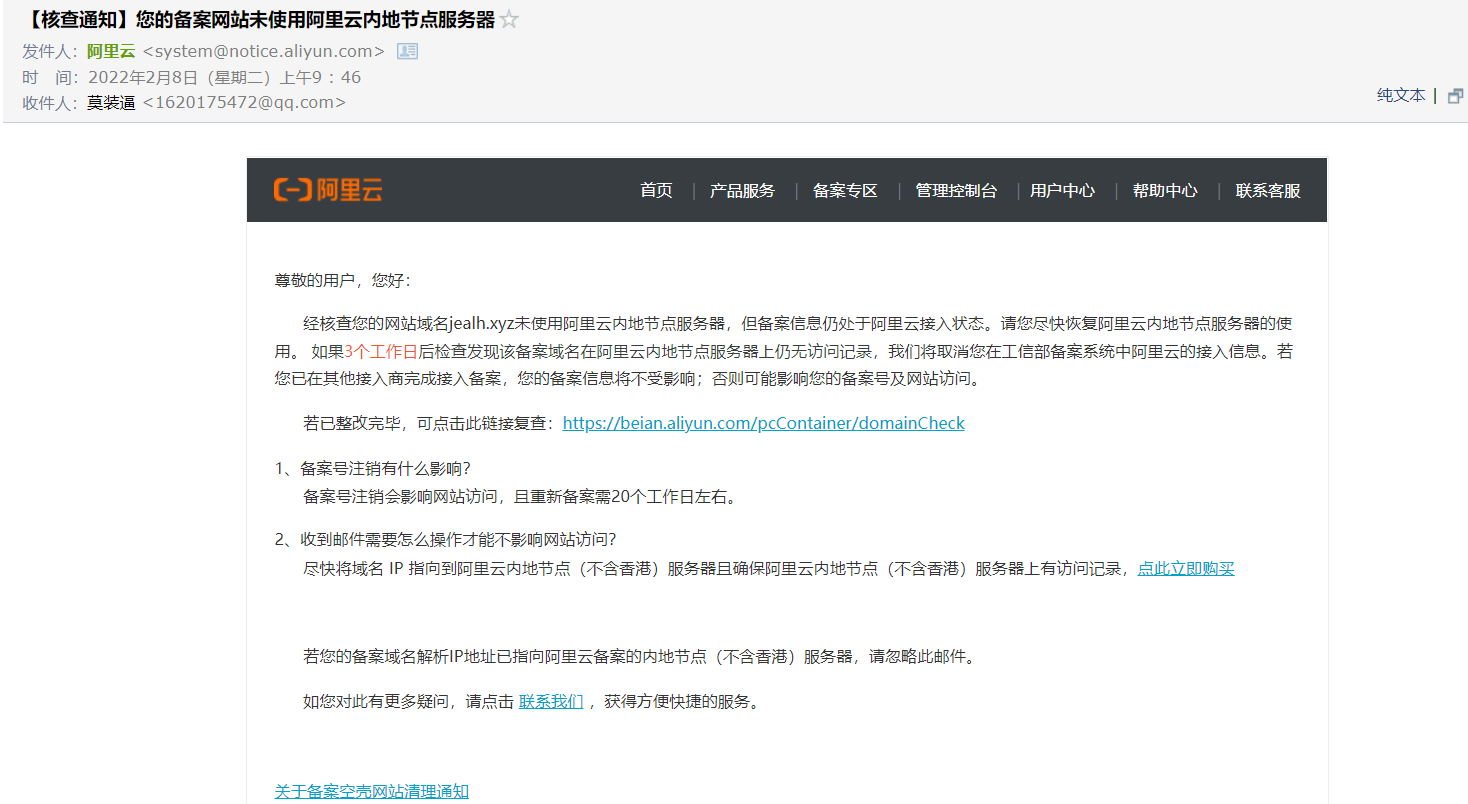 【核查通知】您的备案网站未使用阿里云内地节点服务器
发件人：阿里云 <system@notice.aliyun.com>
时 间：2022年2月8日（星期二）上午9：46
收件人：莫装逼 <1620175472@qq.com>
纯文本 |
阿里云 首页 | 产品服务 | 备案专区 | 管理控制台 | 用户中心 | 帮助中心 | 联系客服
尊敬的用户，您好：
经核查您的网站域名jealh.xyz未使用阿里云内地节点服务器，但备案信息仍处于阿里云接入状态。请您尽快恢复阿里云内地节点服务器的使
用。 如果3个工作日后检查发现该备案域名在阿里云内地节点服务器上仍无访问记录，我们将取消您在工信部备案系统中阿里云的接入信息。若
您已在其他接入商完成接入备案，您的备案信息将不受影响；否则可能影响您的备案号及网站访问。
若已整改完毕，可点击此链接复查：https://beian.aliyun.com/pcContainer/domainCheck
1、备案号注销有什么影响？
备案号注销会影响网站访问，且重新备案需20个工作日左右。
2、收到邮件需要怎么操作才能不影响网站访问？
尽快将域名 IP 指向到阿里云内地节点（不含香港）服务器且确保阿里云内地节点（不含香港）服务器上有访问记录，点此立即购买
若您的备案域名解析IP地址已指向阿里云备案的内地节点（不含香港）服务器，请忽略此邮件。
如您对此有更多疑问，请点击 联系我们 ，获得方便快捷的服务。
关于备案空壳网站清理通知